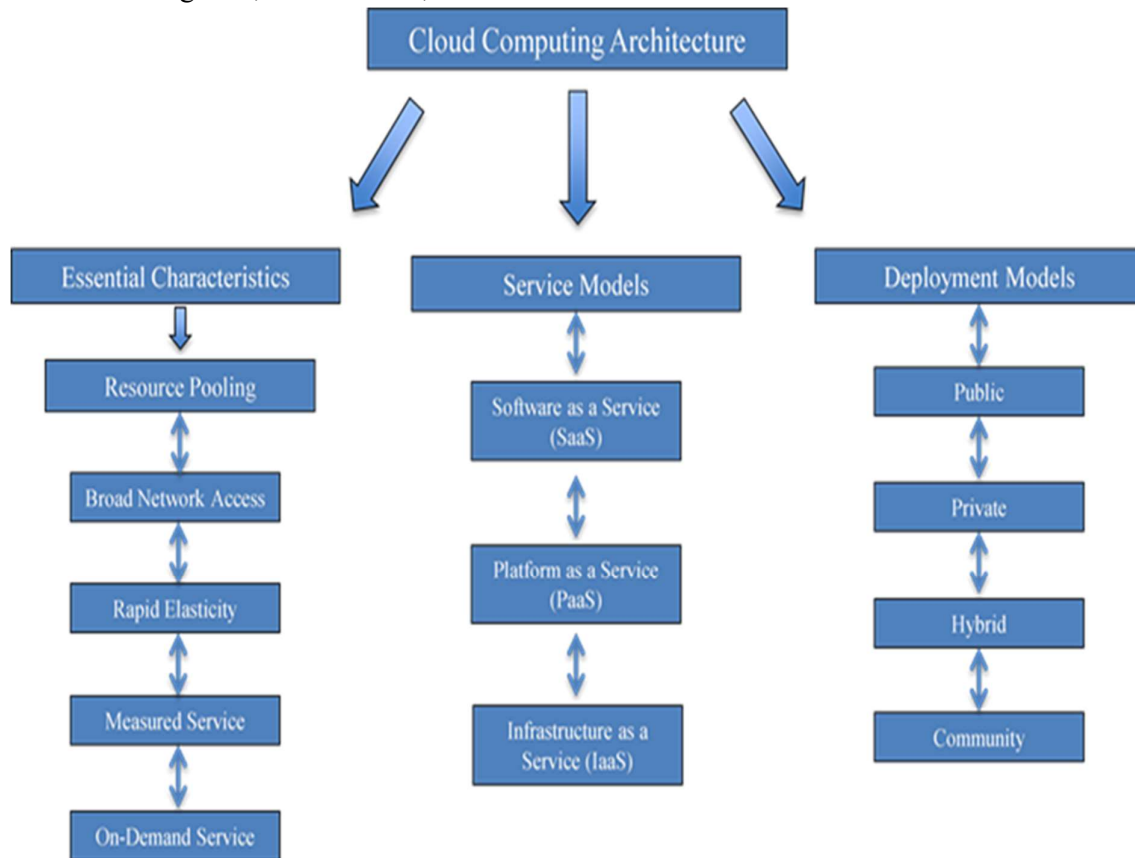 Cloud Computing Architecture
Essential Characteristics
Resource Pooling
Broad Network Access
Rapid Elasticity
Measured Service
On-Demand Service
Service Models
Software as a Service
(SaaS)
Platform as a Service
(PaaS)
Infrastructure as a
Service (IaaS)
Deployment Models
Public
Private
Hybrid
Community